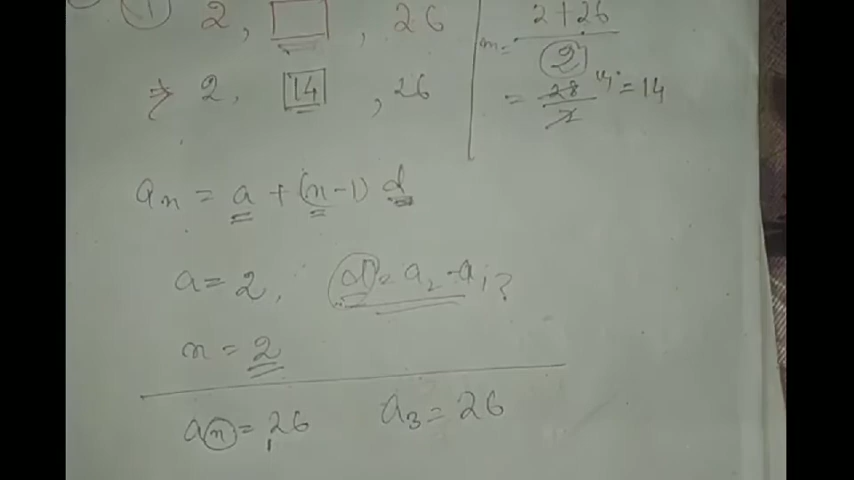 1 2, □, 26
m = 2 + 26 / 2
⇒ 2, 14, 26
= 28 / 2 14 = 14
aₙ = a + (n - 1) d
a = 2, d = a₂ - a₁ ?
n = 2
aₙ = 26 a₃ = 26